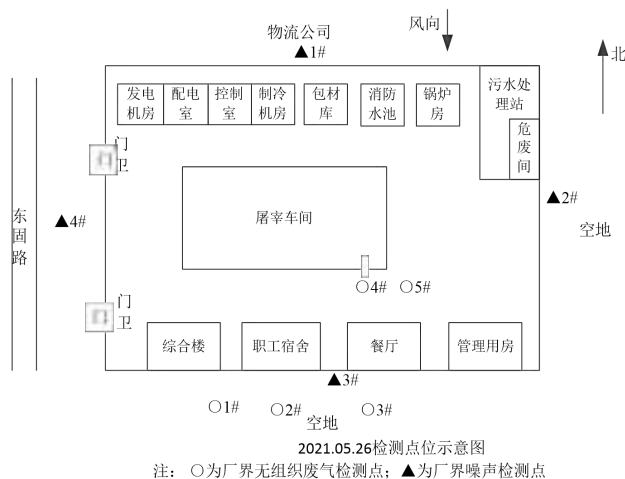 物流公司
▲1#
风向
北
发电
机房
配电
室
控制
室
制冷
机房
包材
库
消防
水池
锅炉
房
污水处
理站
危
废
间
门
卫
▲2#
空地
东
固
路
▲4#
屠宰车间
○4# ○5#
门
卫
综合楼
职工宿舍
餐厅
管理用房
▲3#
○1# ○2# ○3#
空地
2021.05.26检测点位示意图
注： ○为厂界无组织废气检测点；▲为厂界噪声检测点